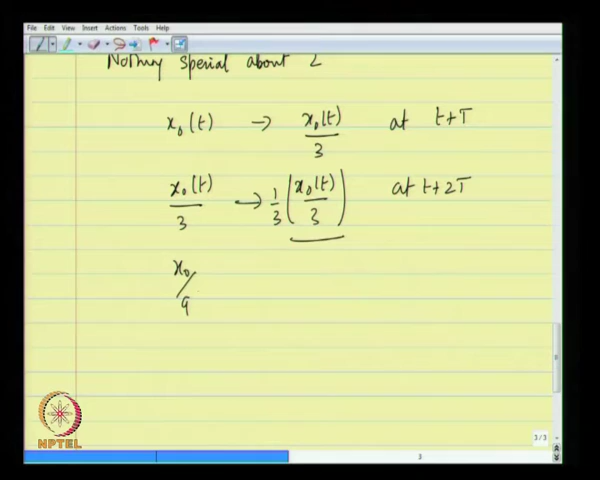 File Edit View Insert Actions Tools Help
Nothing special about 2
x₀(t) → x₀(t)/3 at t+T
x₀(t)/3 → 1/3 (x₀(t)/3) at t+2T
x₀/9
NPTEL
3/3
3